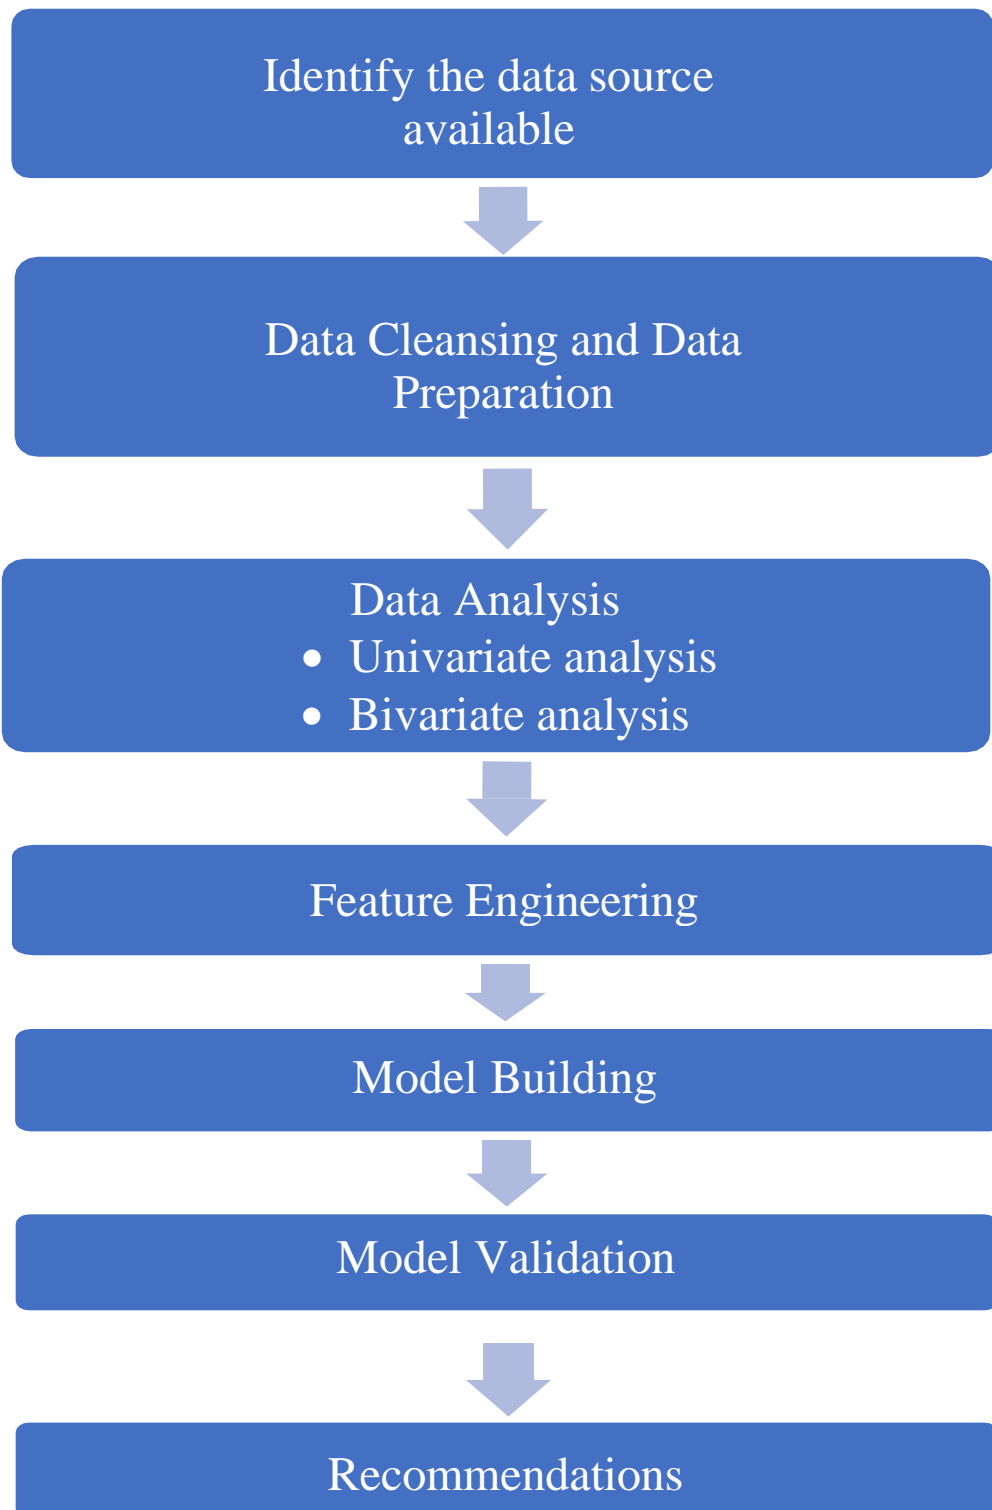 Identify the data source
available
Data Cleansing and Data
Preparation
Data Analysis
• Univariate analysis
• Bivariate analysis
Feature Engineering
Model Building
Model Validation
Recommendations